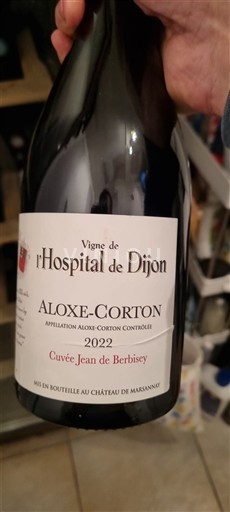 Vigne de
l'Hospital de Dijon
ALOXE-CORTON
APPELLATION ALOXE-CORTON CONTRÔLÉE
2022
Cuvée Jean de Berbisey
MIS EN BOUTEILLE AU CHÂTEAU DE MARSANNAY